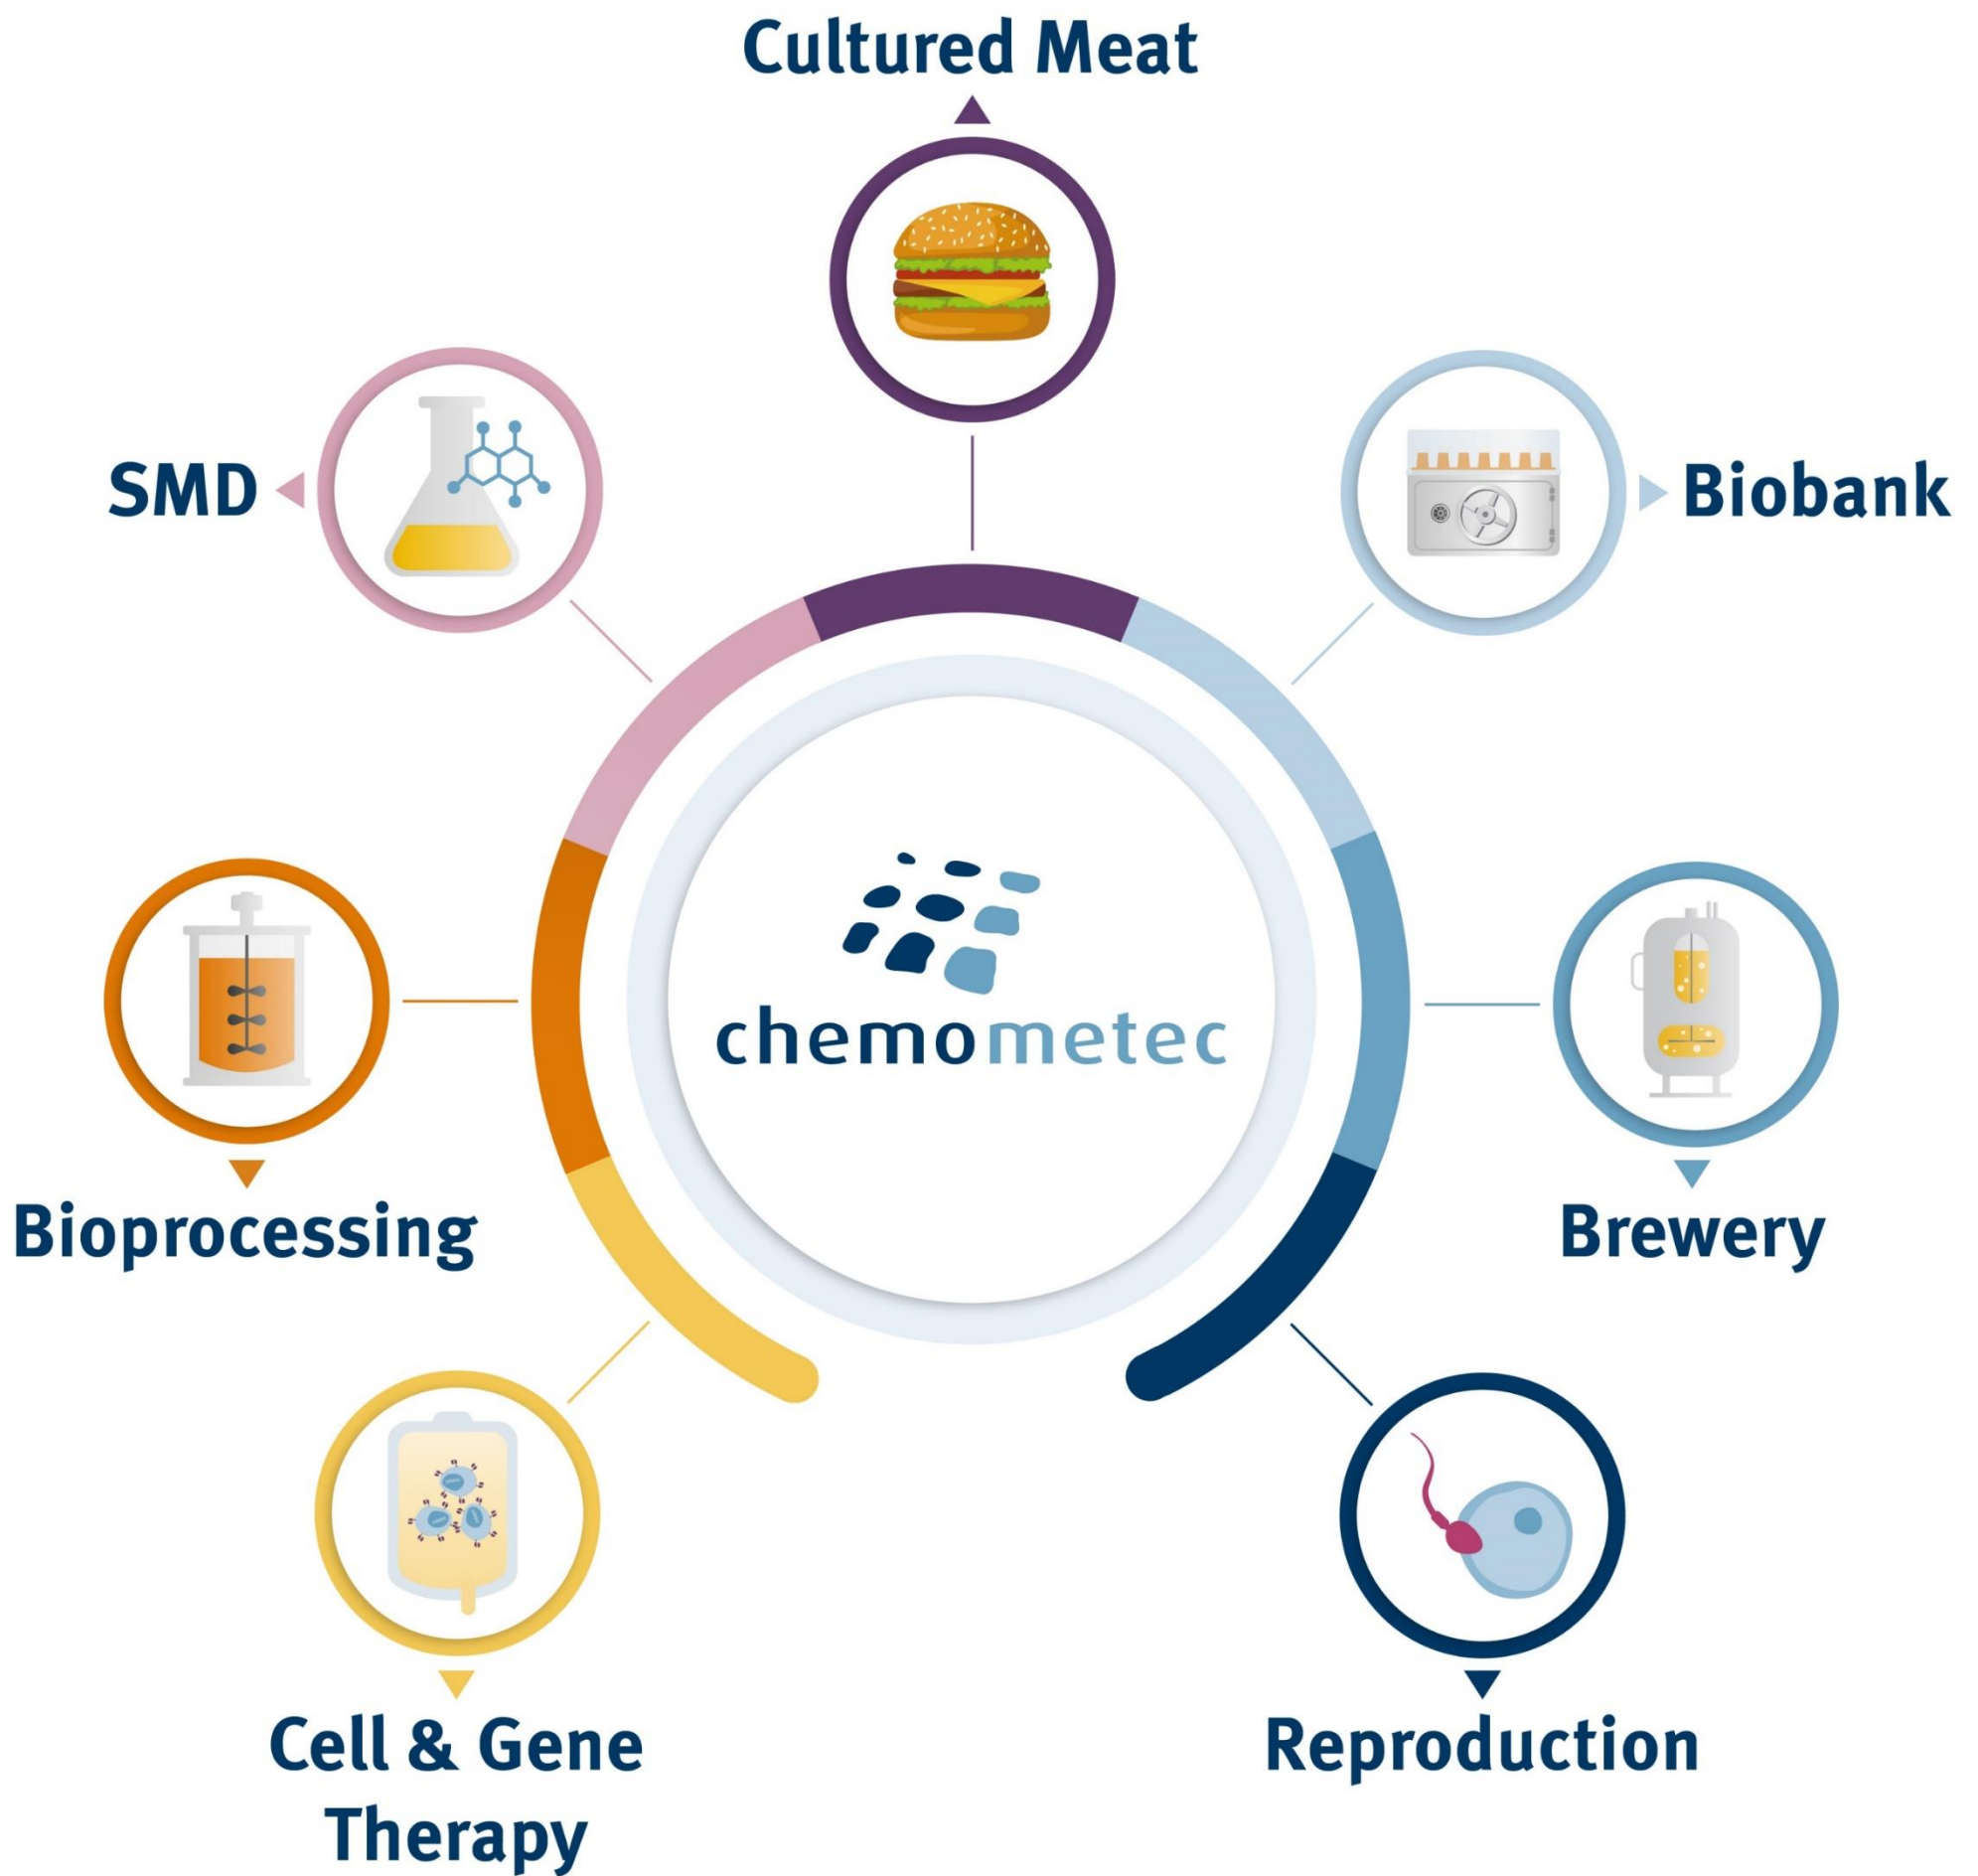 Cultured Meat
SMD
Biobank
chemometec
Bioprocessing
Brewery
Cell & Gene
Therapy
Reproduction